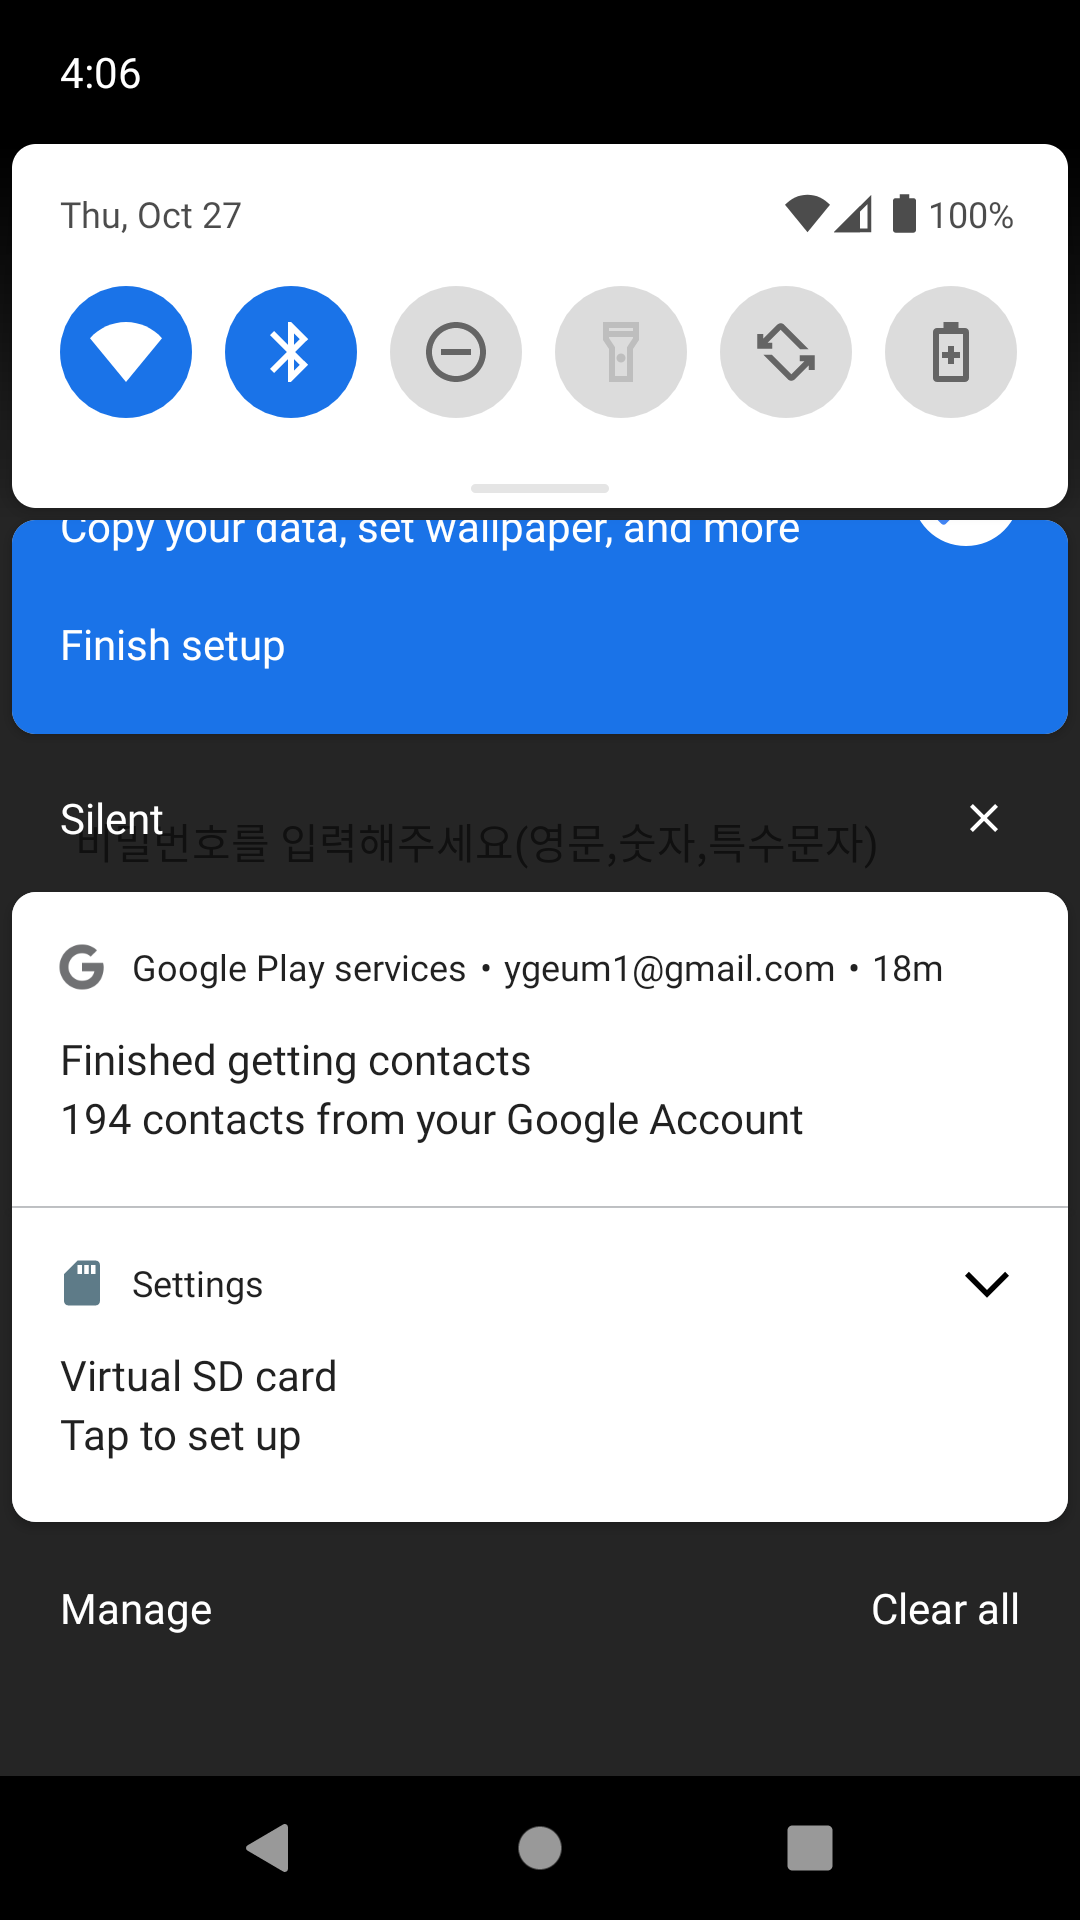 4:06
Thu, Oct 27
100%
Copy your data, set wallpaper, and more
Finish setup
Silent
비밀번호를 입력해주세요(영문,숫자,특수문자)
Google Play services • ygeum1@gmail.com • 18m
Finished getting contacts
194 contacts from your Google Account
Settings
Virtual SD card
Tap to set up
Manage
Clear all